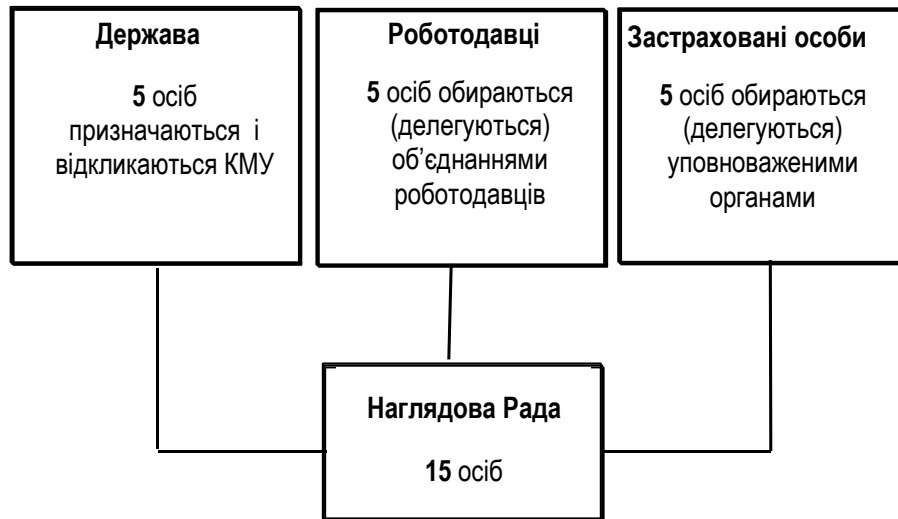 Держава
5 осіб
призначаються і
відкликаються КМУ
Роботодавці
5 осіб обираються
(делегуються)
об’єднаннями
роботодавців
Застраховані особи
5 осіб обираються
(делегуються)
уповноваженими
органами
Наглядова Рада
15 осіб